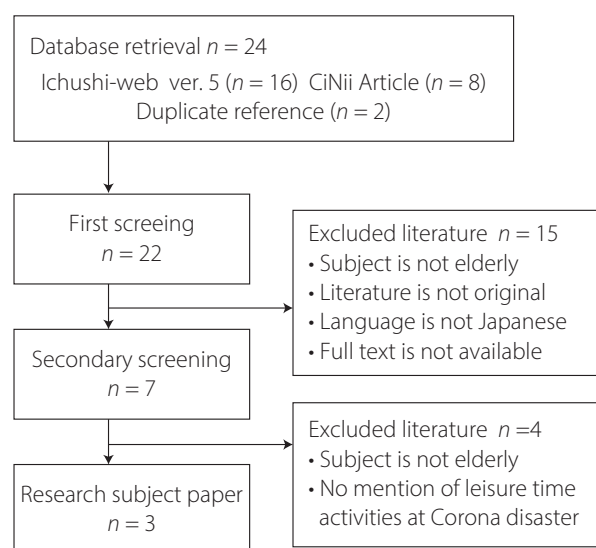 Database retrieval n = 24
Ichushi-web ver. 5 (n = 16) CiNii Article (n = 8)
Duplicate reference (n = 2)
First screeing
n = 22
Excluded literature n = 15
• Subject is not elderly
• Literature is not original
• Language is not Japanese
• Full text is not available
Secondary screening
n = 7
Excluded literature n =4
• Subject is not elderly
• No mention of leisure time
activities at Corona disaster
Research subject paper
n = 3